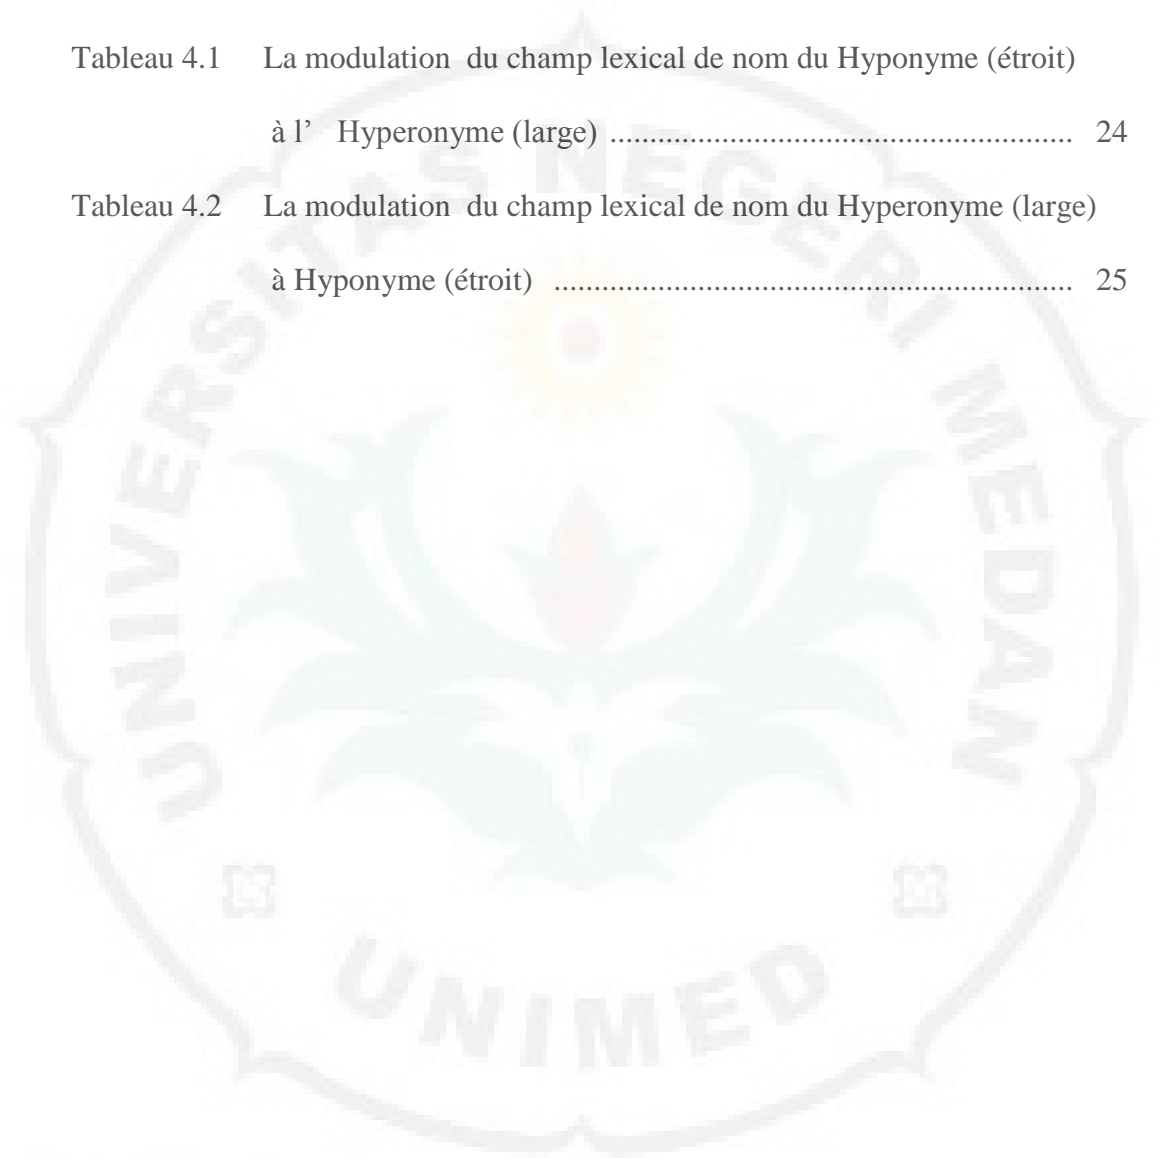 Tableau 4.1 La modulation du champ lexical de nom du Hyponyme (étroit)
à l’ Hyperonyme (large) .......................................................... 24
Tableau 4.2 La modulation du champ lexical de nom du Hyperonyme (large)
à Hyponyme (étroit) ................................................................. 25
UNIVERSITAS NEGERI MEDAN
UNIMED